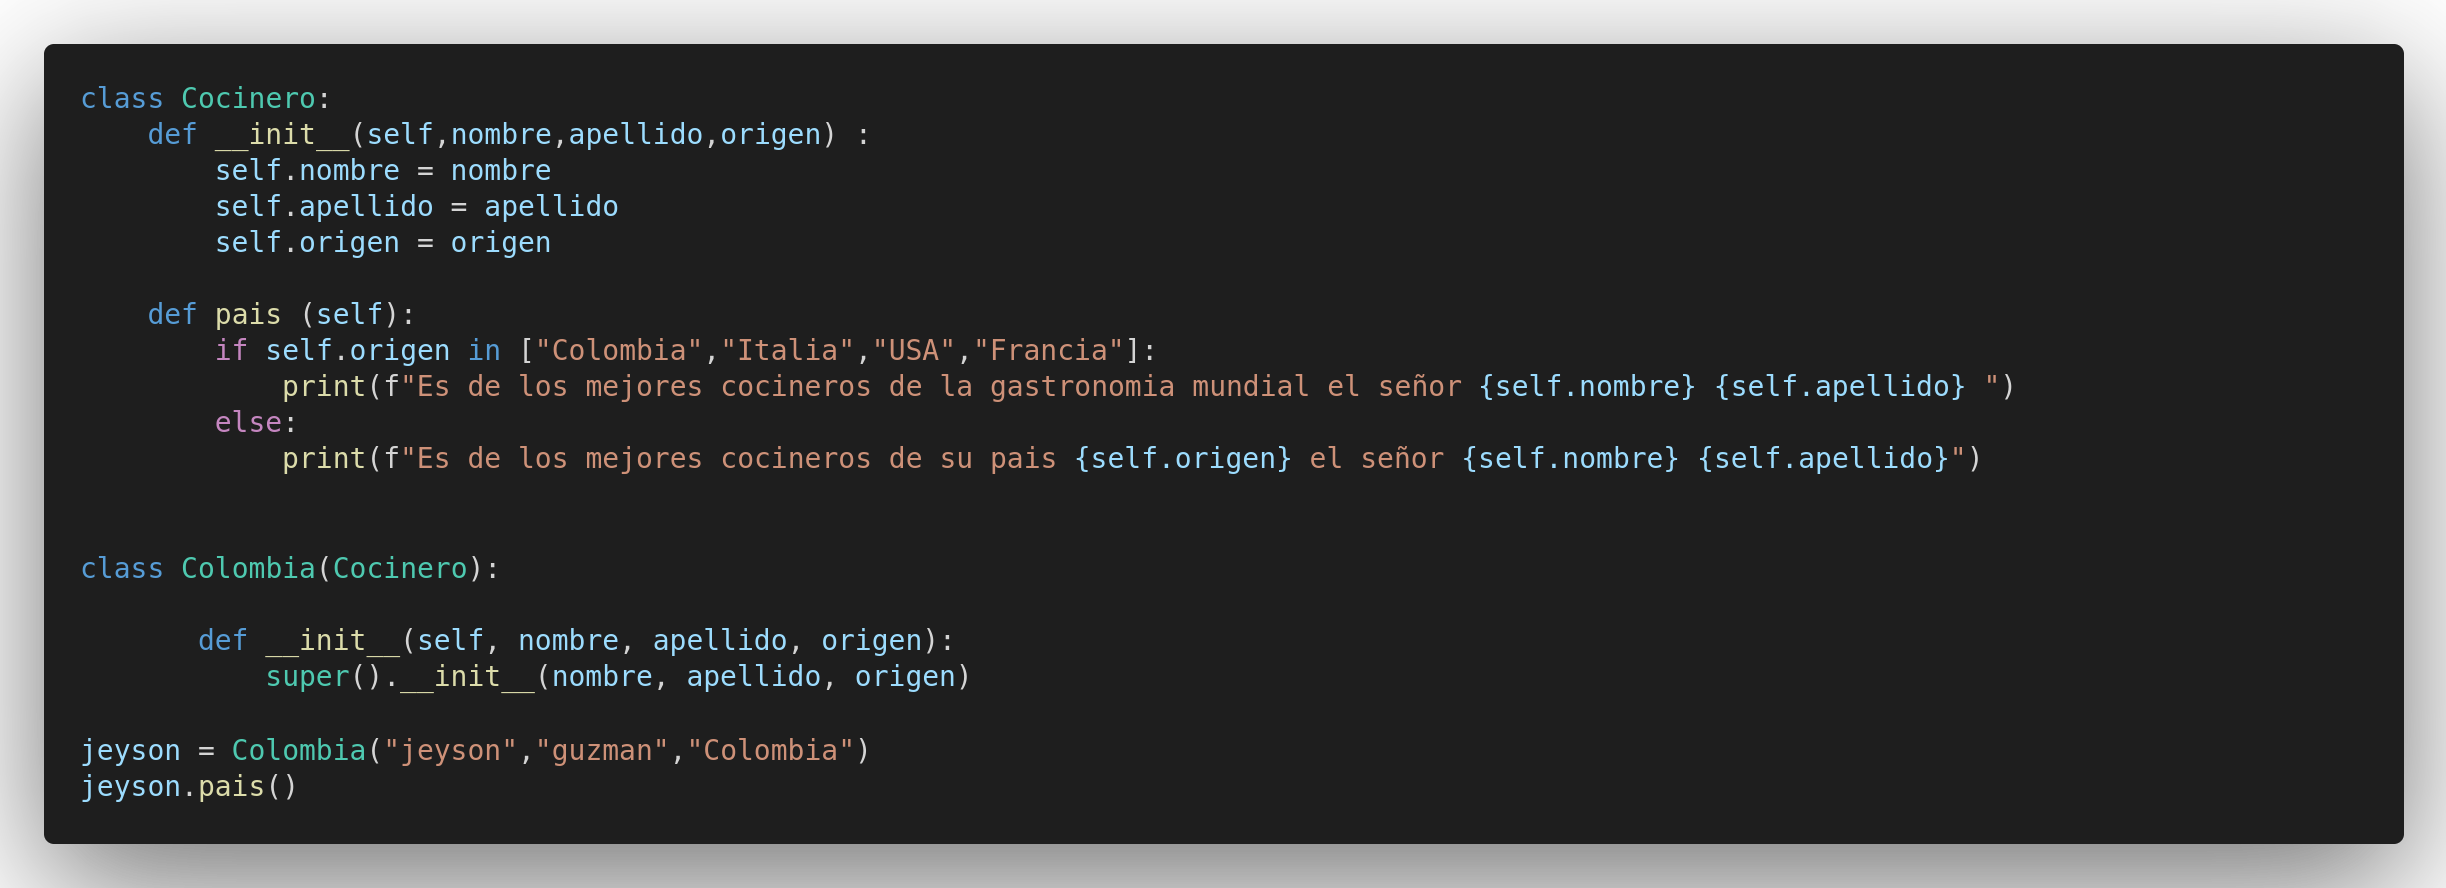 class Cocinero:
    def __init__(self,nombre,apellido,origen) :
        self.nombre = nombre
        self.apellido = apellido
        self.origen = origen

    def pais (self):
        if self.origen in ["Colombia","Italia","USA","Francia"]:
            print(f"Es de los mejores cocineros de la gastronomia mundial el señor {self.nombre} {self.apellido} ")
        else:
            print(f"Es de los mejores cocineros de su pais {self.origen} el señor {self.nombre} {self.apellido}")


class Colombia(Cocinero):

       def __init__(self, nombre, apellido, origen):
           super().__init__(nombre, apellido, origen)

jeyson = Colombia("jeyson","guzman","Colombia")
jeyson.pais()